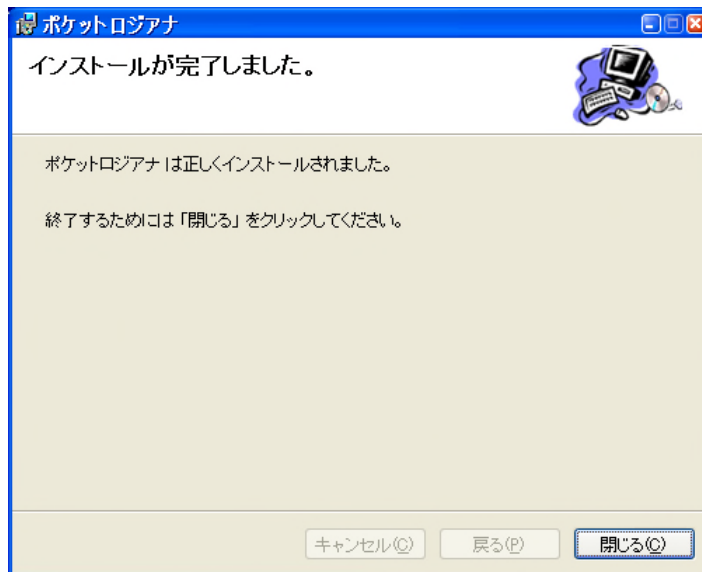 ポケットロジアナ
インストールが完了しました。
ポケットロジアナ は正しくインストールされました。
終了するためには「閉じる」をクリックしてください。
キャンセル(C) 戻る(P) 閉じる(C)